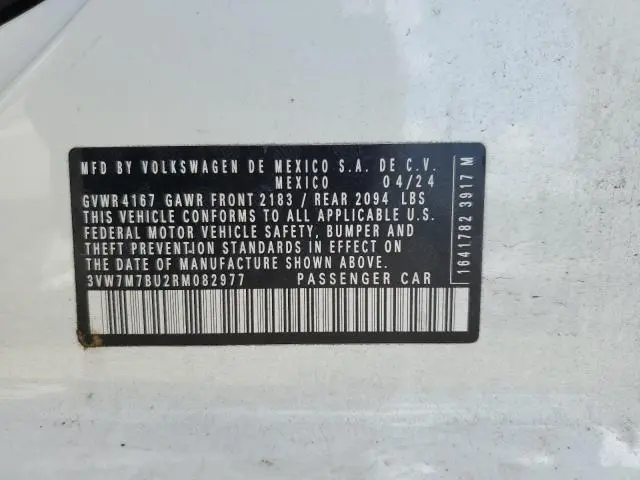 MFD BY VOLKSWAGEN DE MEXICO S.A. DE C.V.
MEXICO 04/24
GVWR 4167 GAWR FRONT 2183 / REAR 2094 LBS
THIS VEHICLE CONFORMS TO ALL APPLICABLE U.S.
FEDERAL MOTOR VEHICLE SAFETY, BUMPER AND
THEFT PREVENTION STANDARDS IN EFFECT ON
THE DATE OF MANUFACTURE SHOWN ABOVE.
3VW7M7BU2RM082977 PASSENGER CAR
1641782 3917 M